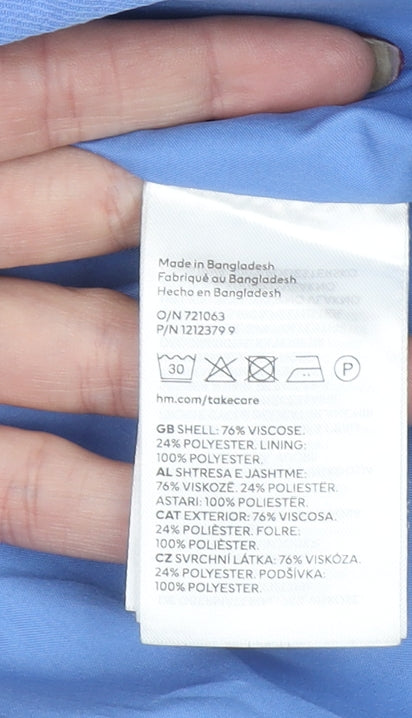 Made in Bangladesh
Fabriqué au Bangladesh
Hecho en Bangladesh
O/N 721063
P/N 1212379 9
30 P
hm.com/takecare
GB SHELL: 76% VISCOSE.
24% POLYESTER. LINING:
100% POLYESTER.
AL SHTRESA E JASHTME:
76% VISKOZË. 24% POLIESTËR.
ASTARI: 100% POLIESTËR.
CAT EXTERIOR: 76% VISCOSA.
24% POLIÈSTER. FOLRE:
100% POLIÈSTER.
CZ SVRCHNÍ LÁTKA: 76% VISKÓZA.
24% POLYESTER. PODŠÍVKA:
100% POLYESTER.